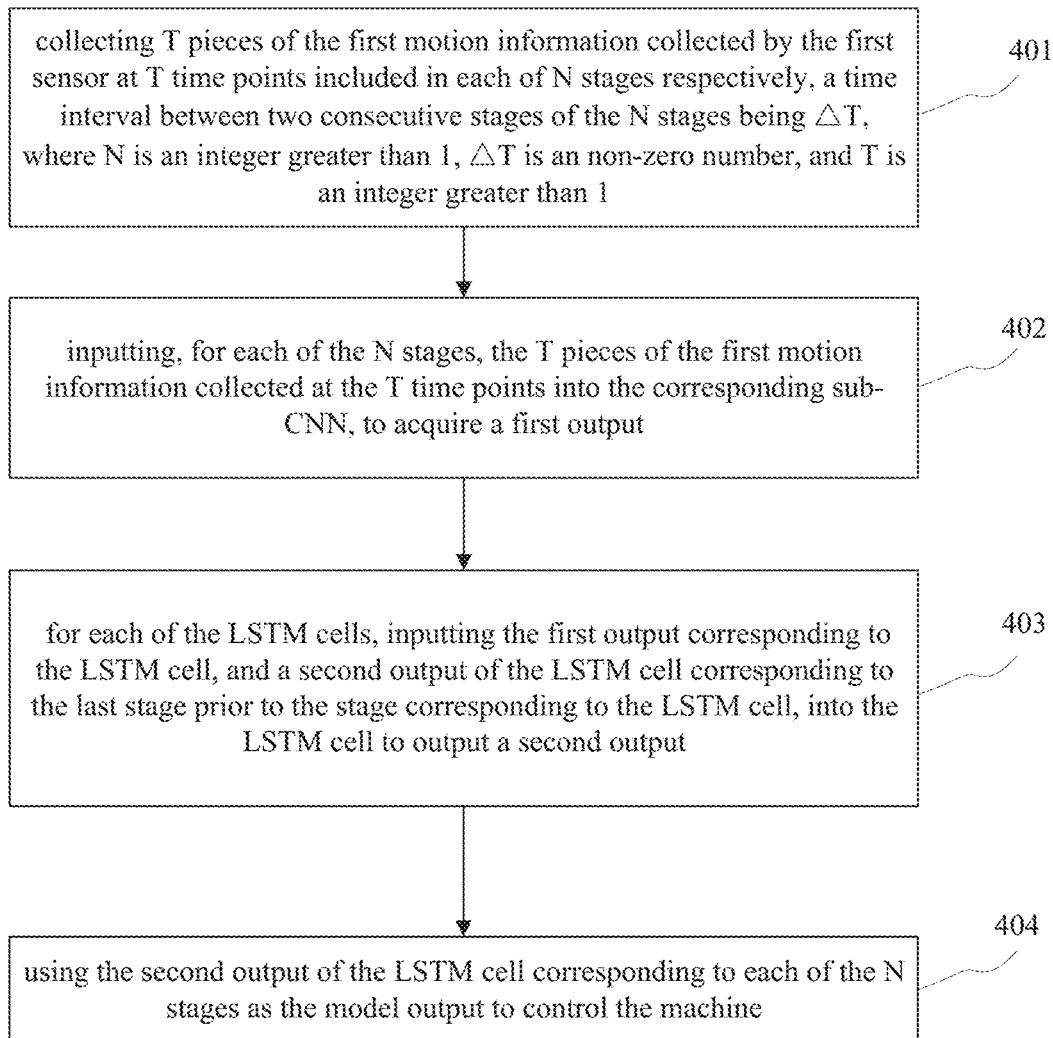 collecting T pieces of the first motion information collected by the first
sensor at T time points included in each of N stages respectively, a time
interval between two consecutive stages of the N stages being △T,
where N is an integer greater than 1, △T is an non-zero number, and T is
an integer greater than 1
401
inputting, for each of the N stages, the T pieces of the first motion
information collected at the T time points into the corresponding sub-
CNN, to acquire a first output
402
for each of the LSTM cells, inputting the first output corresponding to
the LSTM cell, and a second output of the LSTM cell corresponding to
the last stage prior to the stage corresponding to the LSTM cell, into the
LSTM cell to output a second output
403
using the second output of the LSTM cell corresponding to each of the N
stages as the model output to control the machine
404